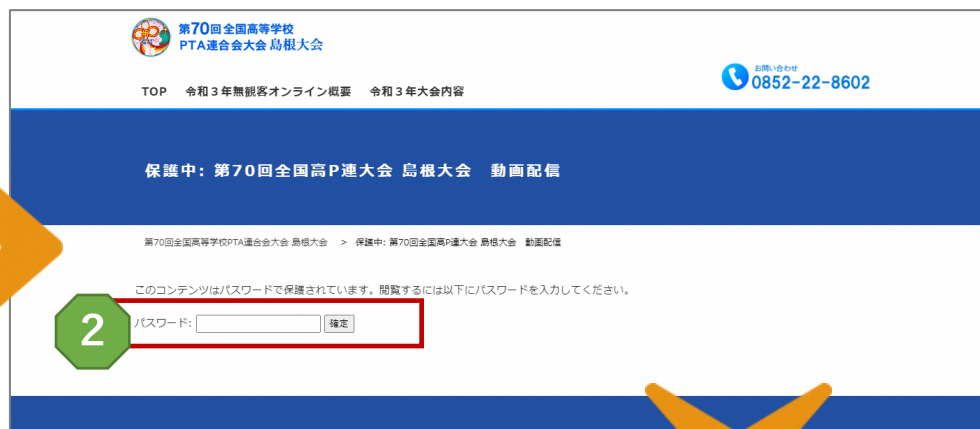 第70回全国高等学校
PTA連合会大会 島根大会
お問い合わせ
0852-22-8602
TOP 令和３年無観客オンライン概要 令和３年大会内容
保護中: 第70回全国高P連大会 島根大会　動画配信
第70回全国高等学校PTA連合会大会 島根大会 > 保護中: 第70回全国高P連大会 島根大会　動画配信
このコンテンツはパスワードで保護されています。閲覧するには以下にパスワードを入力してください。
2
パスワード: 確定